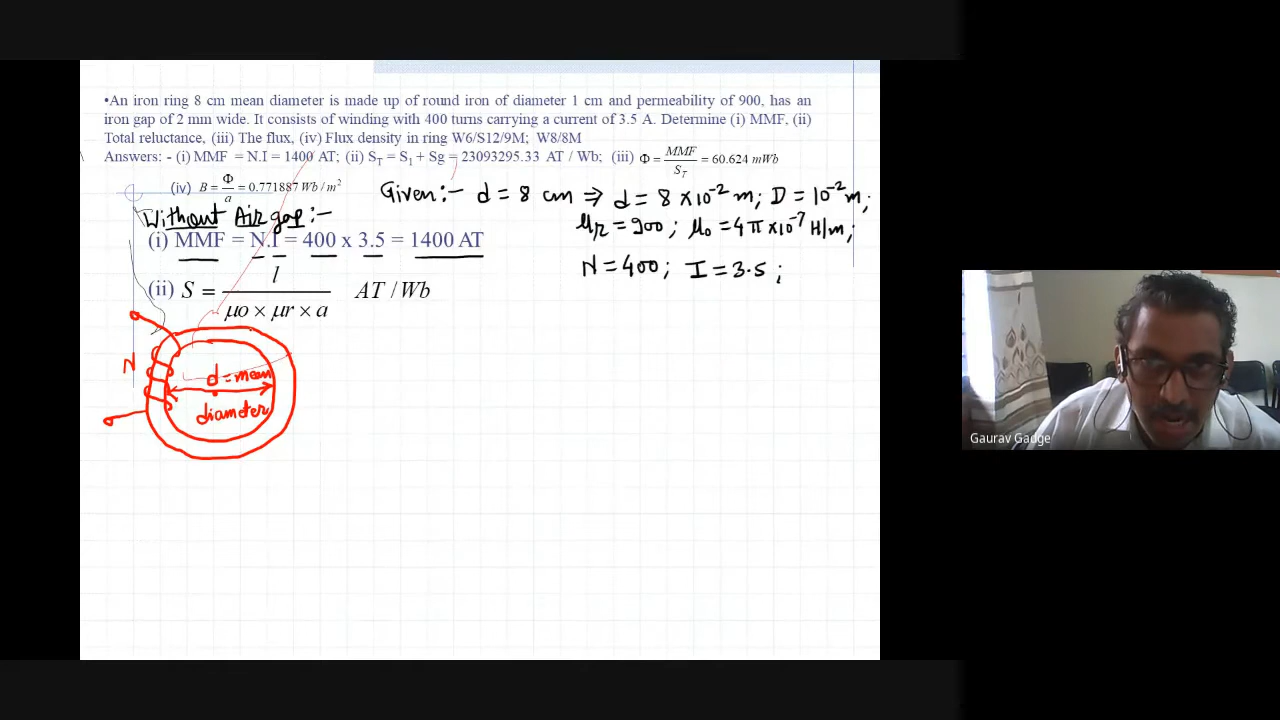 •An iron ring 8 cm mean diameter is made up of round iron of diameter 1 cm and permeability of 900, has an
iron gap of 2 mm wide. It consists of winding with 400 turns carrying a current of 3.5 A. Determine (i) MMF, (ii)
Total reluctance, (iii) The flux, (iv) Flux density in ring W6/S12/9M; W8/8M
Answers: - (i) MMF = N.I = 1400 AT; (ii) S_T = S_i + Sg = 23093295.33 AT / Wb; (iii) Φ = MMF / S_T = 60.624 mWb
(iv) B = Φ / a = 0.771887 Wb / m²
Given:- d = 8 cm ⇒ d = 8 × 10⁻² m; D = 10⁻² m;
μr = 900; μ₀ = 4π × 10⁻⁷ H/m;
N = 400; I = 3.5;
Without Air gap:-
(i) MMF = N.I = 400 x 3.5 = 1400 AT
(ii) S = l / μo × μr × a AT / Wb
N
d = mean
diameter
Gaurav Gadge